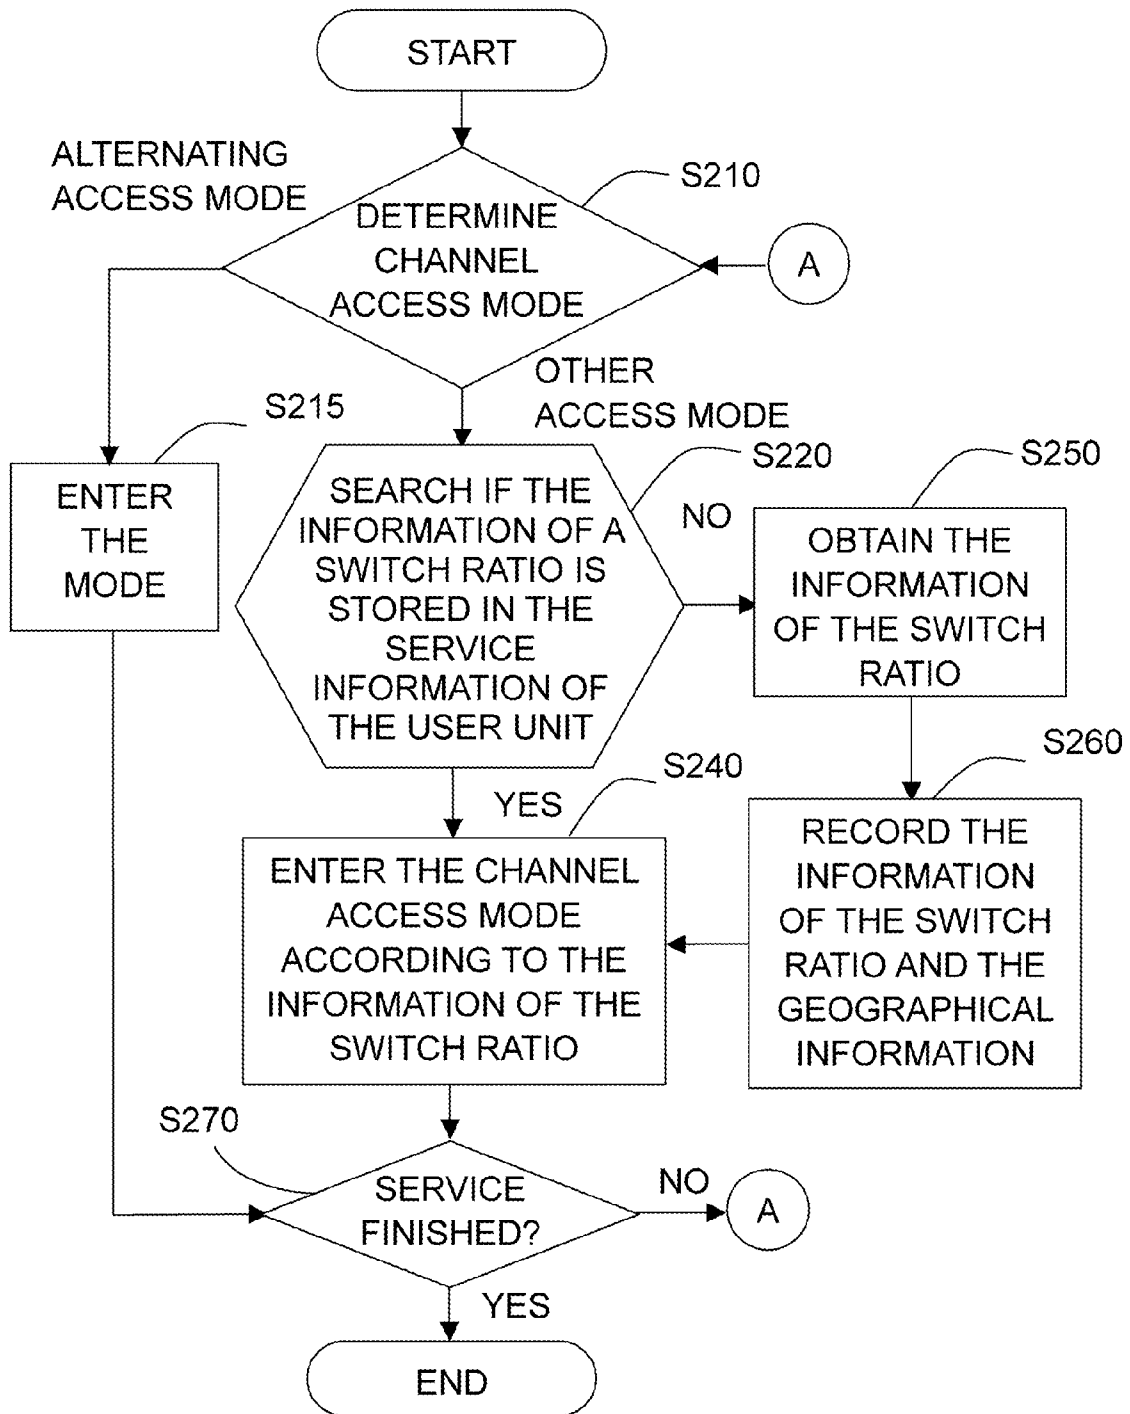 START
ALTERNATING
ACCESS MODE
S210
DETERMINE
CHANNEL
ACCESS MODE
A
OTHER
ACCESS MODE
S215
ENTER
THE
MODE
S220
SEARCH IF THE
INFORMATION OF A
SWITCH RATIO IS
STORED IN THE
SERVICE
INFORMATION OF
THE USER UNIT
NO
S250
OBTAIN THE
INFORMATION
OF THE SWITCH
RATIO
YES
S240
ENTER THE CHANNEL
ACCESS MODE
ACCORDING TO THE
INFORMATION OF THE
SWITCH RATIO
S260
RECORD THE
INFORMATION
OF THE SWITCH
RATIO AND THE
GEOGRAPHICAL
INFORMATION
S270
SERVICE
FINISHED?
NO
A
YES
END